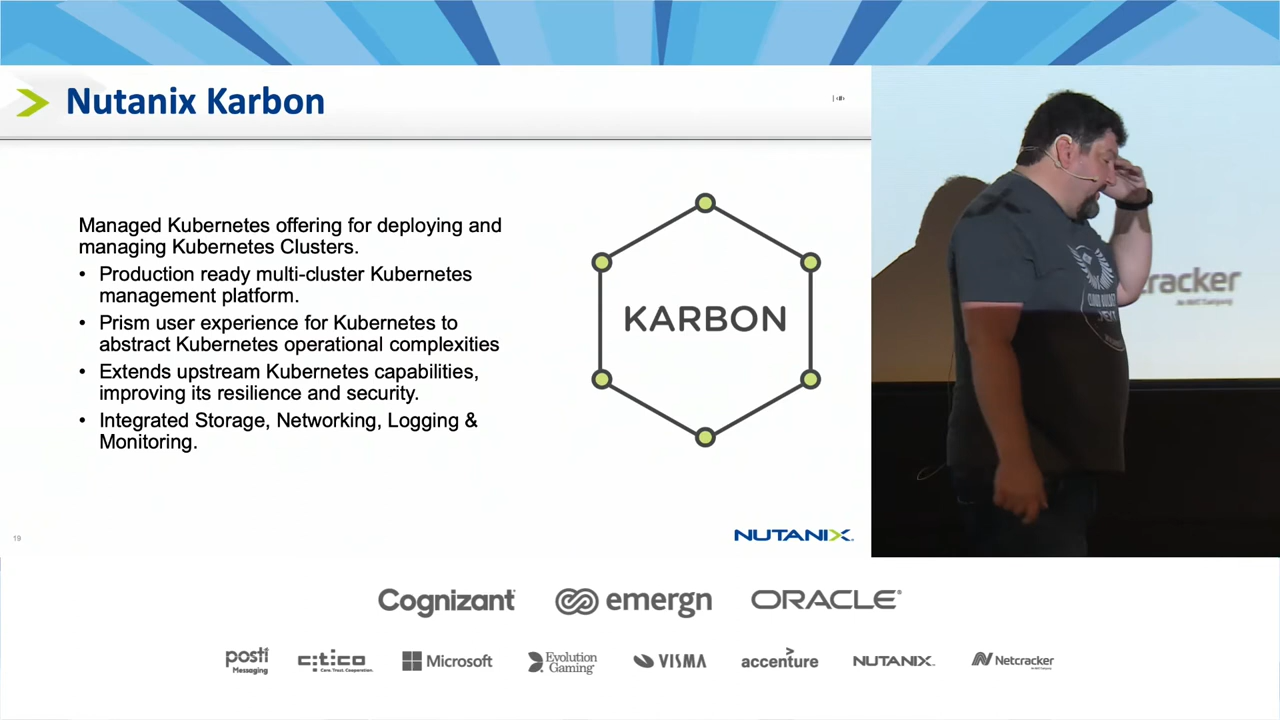 Nutanix Karbon
Managed Kubernetes offering for deploying and
managing Kubernetes Clusters.
• Production ready multi-cluster Kubernetes
management platform.
• Prism user experience for Kubernetes to
abstract Kubernetes operational complexities
• Extends upstream Kubernetes capabilities,
improving its resilience and security.
• Integrated Storage, Networking, Logging &
Monitoring.
KARBON
19
NUTANIX
cracker
Cognizant
emergn
ORACLE
posti
Messaging
citico
Care. Trust. Cooperation.
Microsoft
Evolution
Gaming
VISMA
accenture
NUTANIX
Netcracker